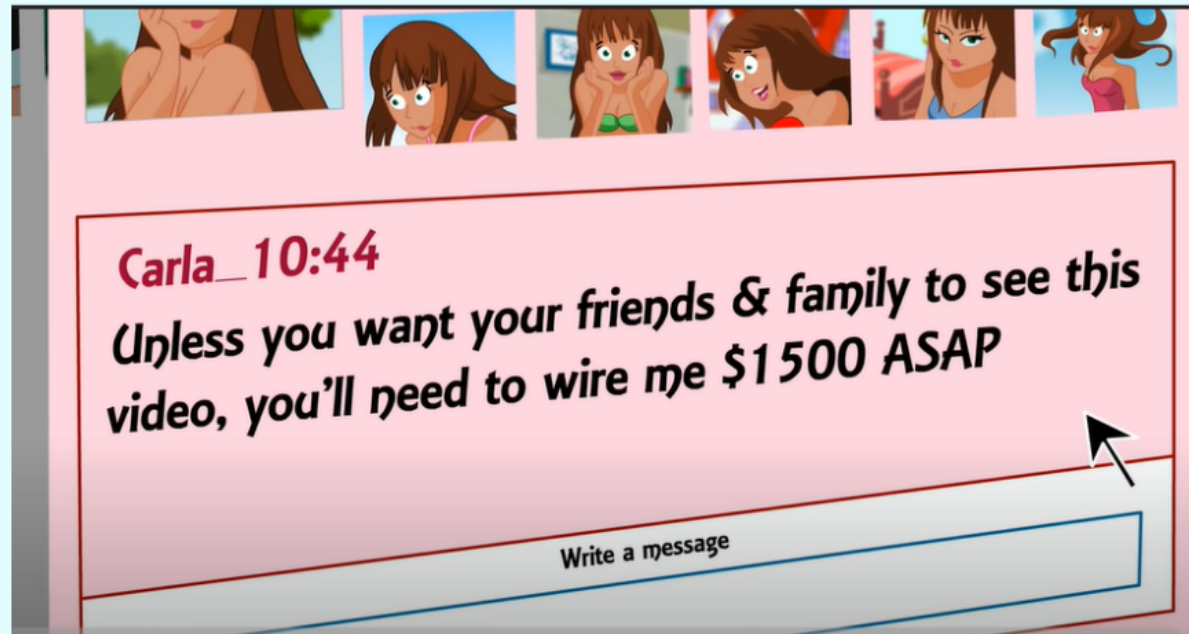 Carla_10:44
Unless you want your friends & family to see this
video, you'll need to wire me $1500 ASAP
Write a message